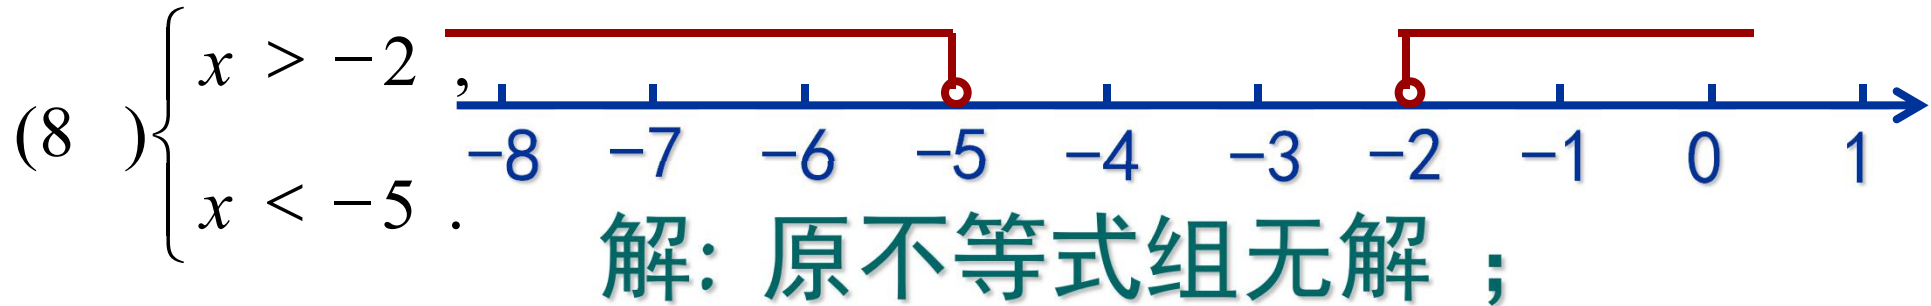 (8) { x > −2 ,
x < −5 .
−8 −7 −6 −5 −4 −3 −2 −1 0 1
解: 原不等式组无解 ;